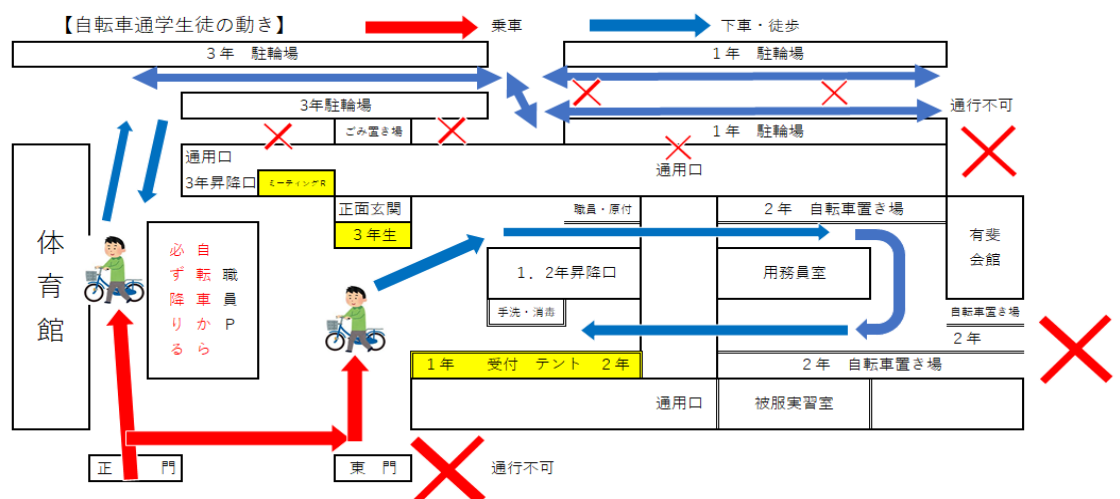 【自転車通学生徒の動き】
乗車
下車・徒歩
３年　駐輪場
１年　駐輪場
3年駐輪場
通行不可
ごみ置き場
１年　駐輪場
通用口
通用口
3年昇降口
ミーティングR
正面玄関
３年生
職員・原付
２年　自転車置き場
体育館
職員Ｐ
自転車から
必ず降りる
１．２年昇降口
用務員室
有斐
会館
手洗・消毒
自転車置き場
２年
１年　受付　テント　２年
２年　自転車置き場
通用口
被服実習室
正　門
東　門
通行不可